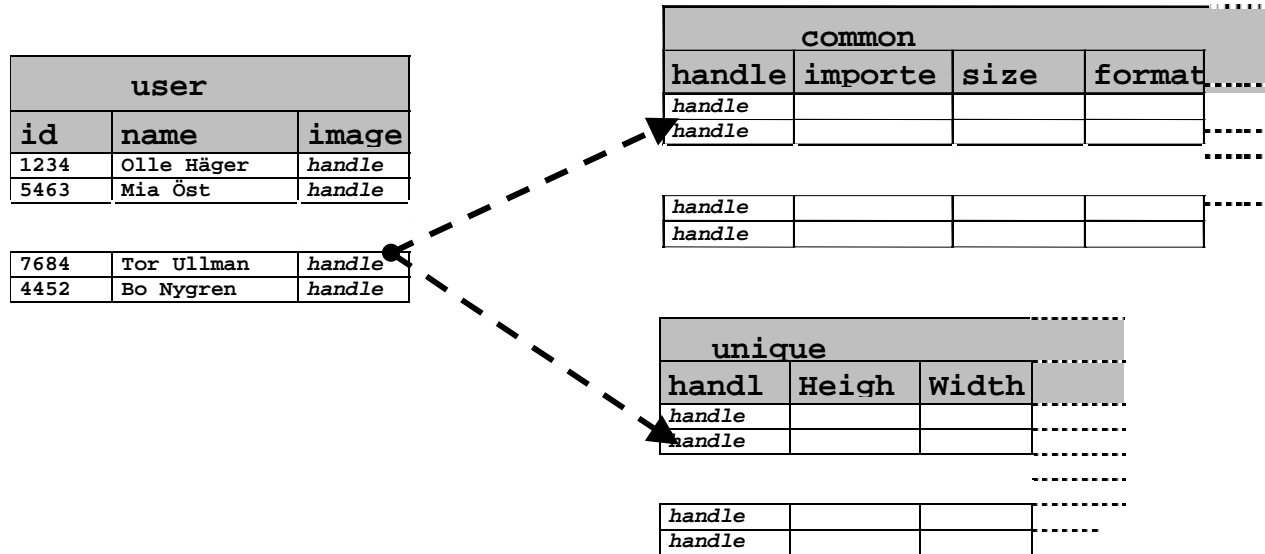 user
id name image
1234 Olle Häger handle
5463 Mia Öst handle
7684 Tor Ullman handle
4452 Bo Nygren handle
common
handle importe size format
handle
handle
handle
handle
unique
handl Heigh Width
handle
handle
handle
handle